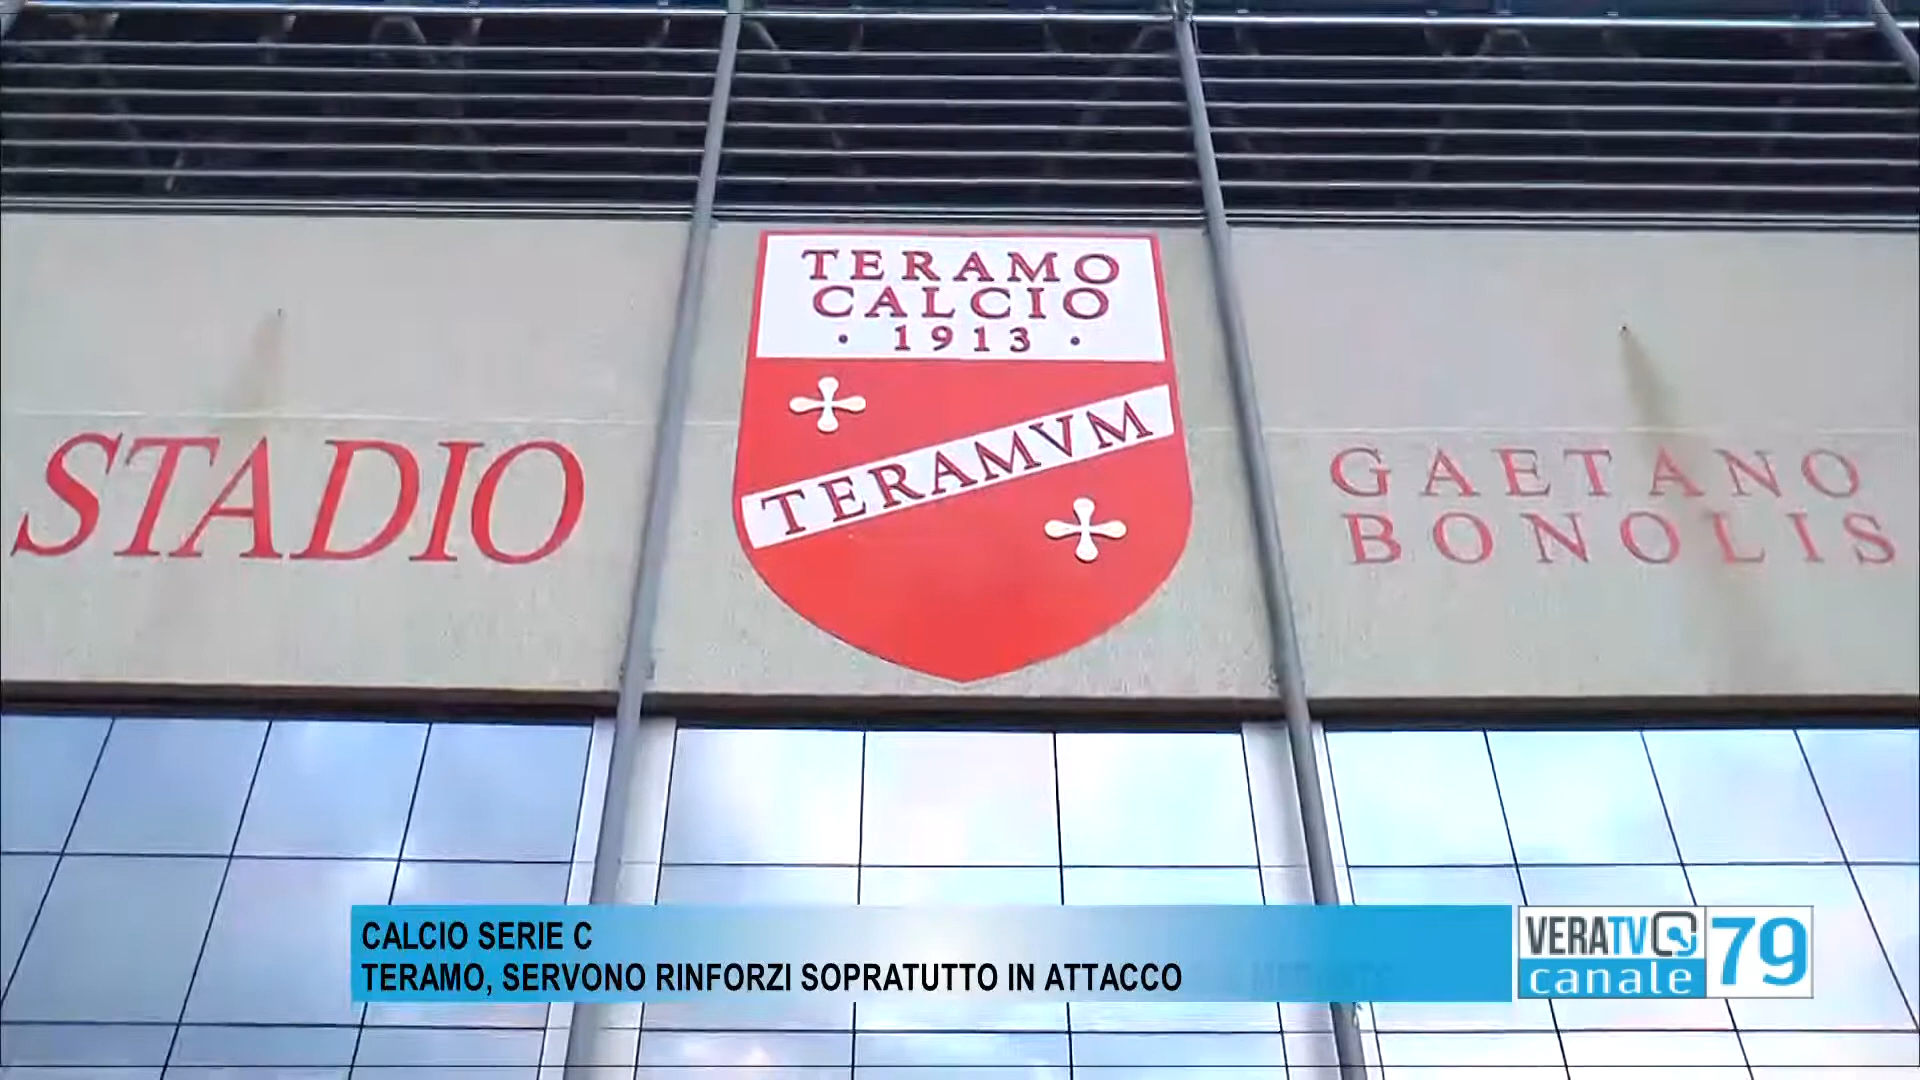 TERAMO
CALCIO
· 1913 ·
TERAMVM
STADIO
GAETANO
BONOLIS
CALCIO SERIE C
TERAMO, SERVONO RINFORZI SOPRATUTTO IN ATTACCO
VERATV
canale
79